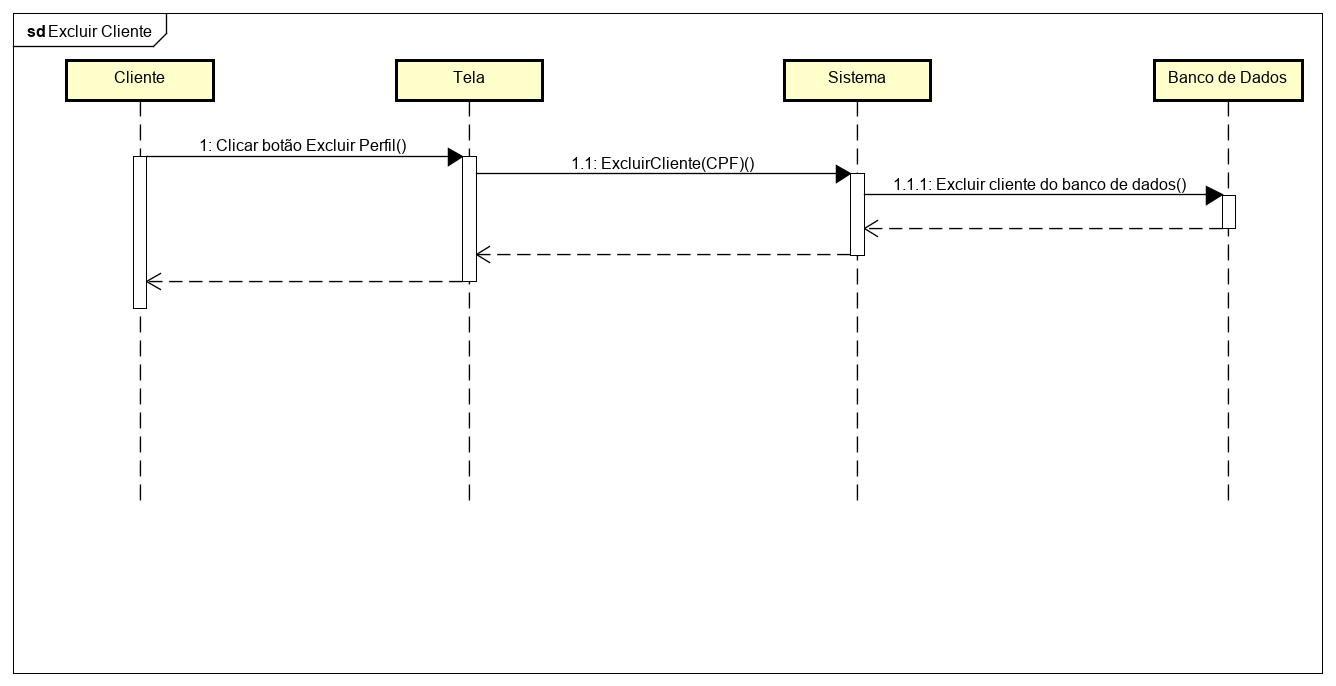 sd Excluir Cliente
Cliente
Tela
Sistema
Banco de Dados
1: Clicar botão Excluir Perfil()
1.1: ExcluirCliente(CPF)()
1.1.1: Excluir cliente do banco de dados()